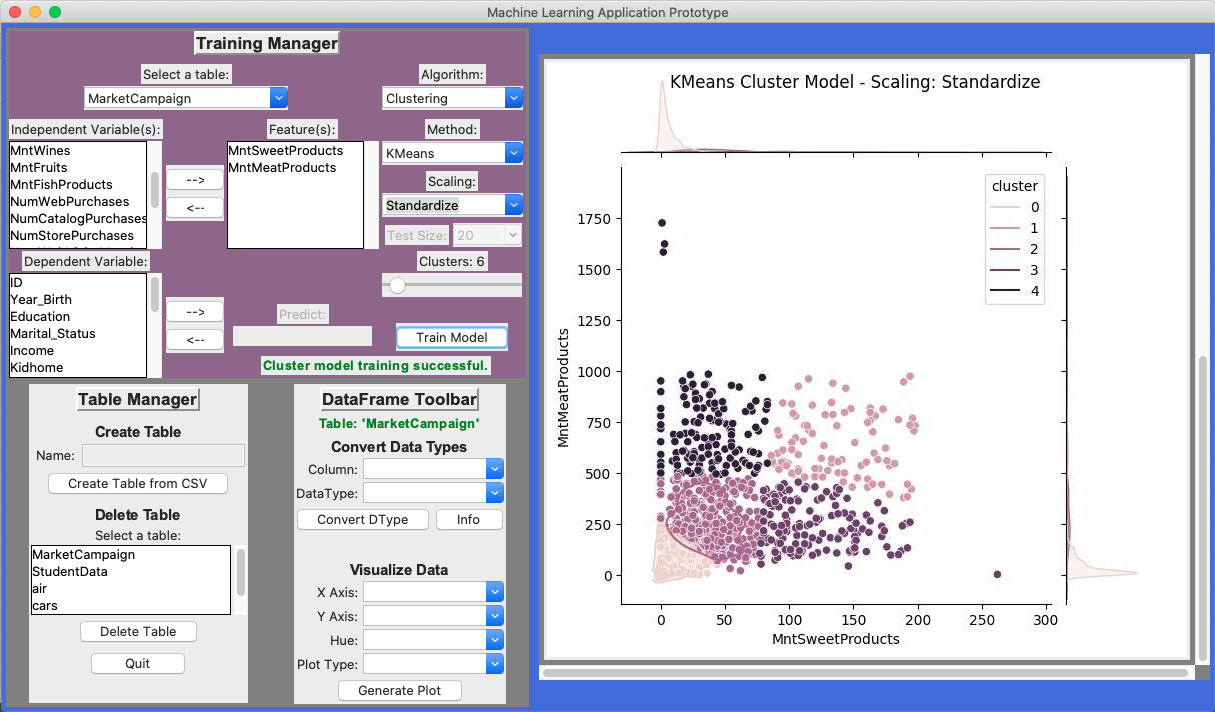 Machine Learning Application Prototype
Training Manager
Select a table:
Algorithm:
MarketCampaign
Clustering
Independent Variable(s):
Feature(s):
Method:
MntWines
MntFruits
MntFishProducts
NumWebPurchases
NumCatalogPurchases
NumStorePurchases
-->
<--
MntSweetProducts
MntMeatProducts
KMeans
Scaling:
Standardize
Test Size:
20
Dependent Variable:
Clusters: 6
ID
Year_Birth
Education
Marital_Status
Income
Kidhome
-->
<--
Predict:
Train Model
Cluster model training successful.
Table Manager
Create Table
Name:
Create Table from CSV
Delete Table
Select a table:
MarketCampaign
StudentData
air
cars
Delete Table
Quit
DataFrame Toolbar
Table: 'MarketCampaign'
Convert Data Types
Column:
DataType:
Convert DType
Info
Visualize Data
X Axis:
Y Axis:
Hue:
Plot Type:
Generate Plot
KMeans Cluster Model - Scaling: Standardize
cluster
0
1
2
3
4
MntMeatProducts
1750
1500
1250
1000
750
500
250
0
0
50
100
150
200
250
300
MntSweetProducts